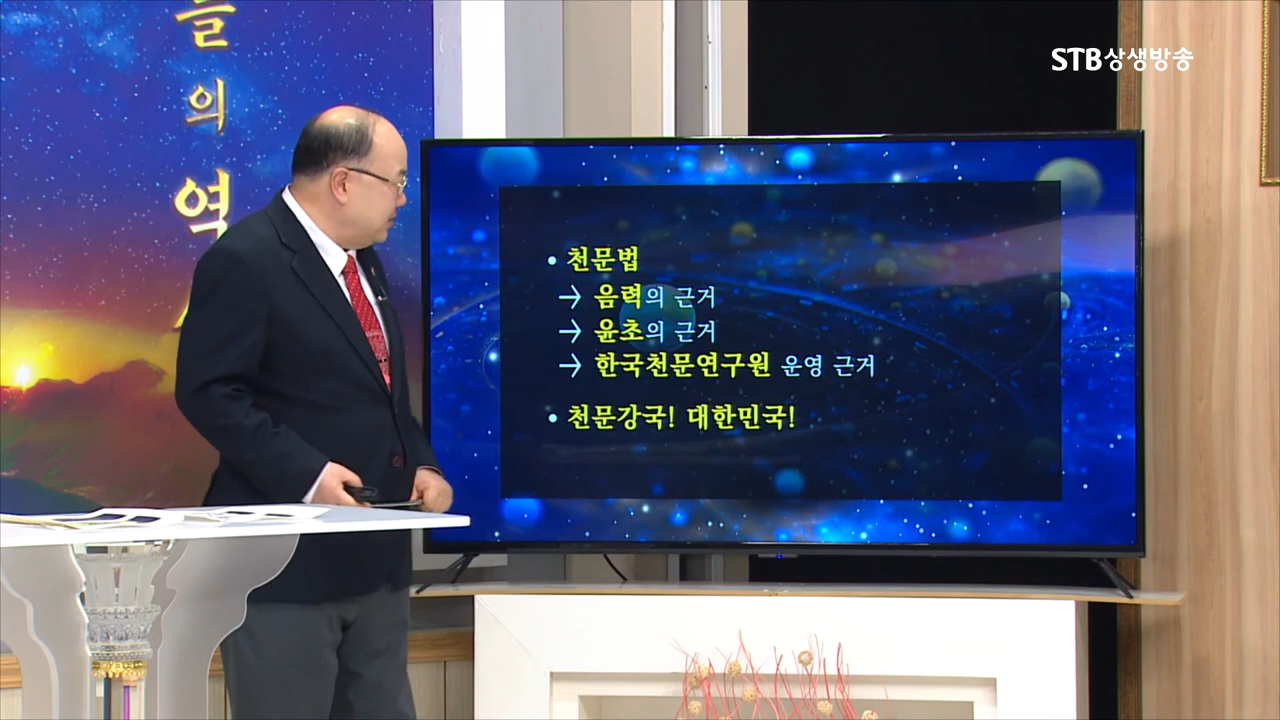 STB상생방송
늘의 역
• 천문법
→ 음력의 근거
→ 윤초의 근거
→ 한국천문연구원 운영 근거
• 천문강국! 대한민국!